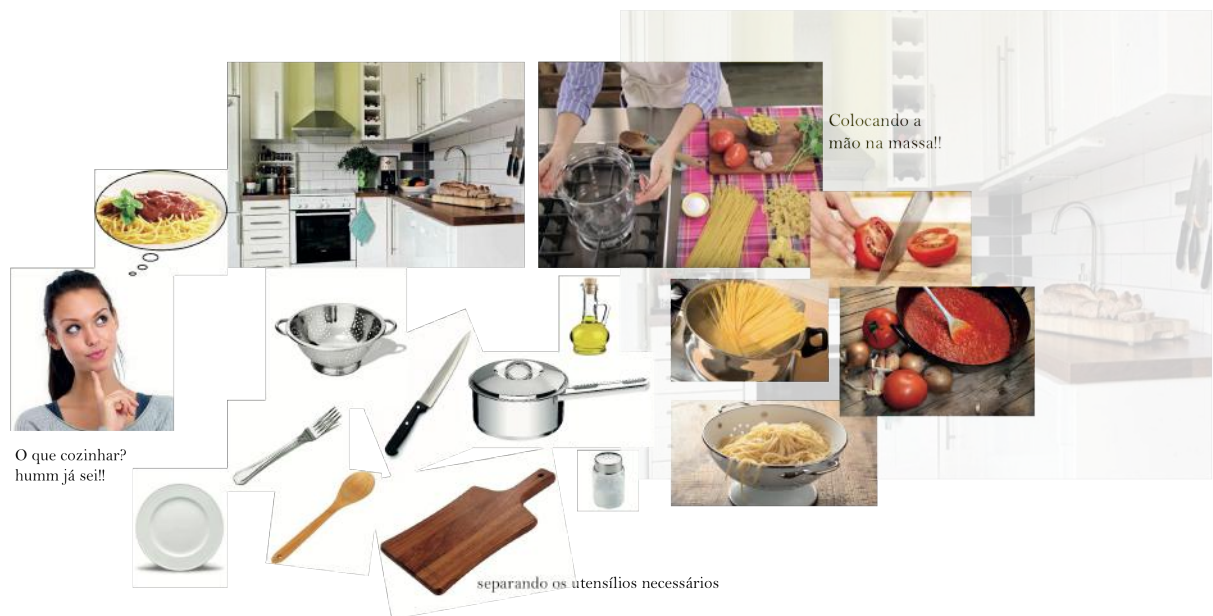 Colocando a
mão na massa!!
O que cozinhar?
humm já sei!!
separando os utensílios necessários